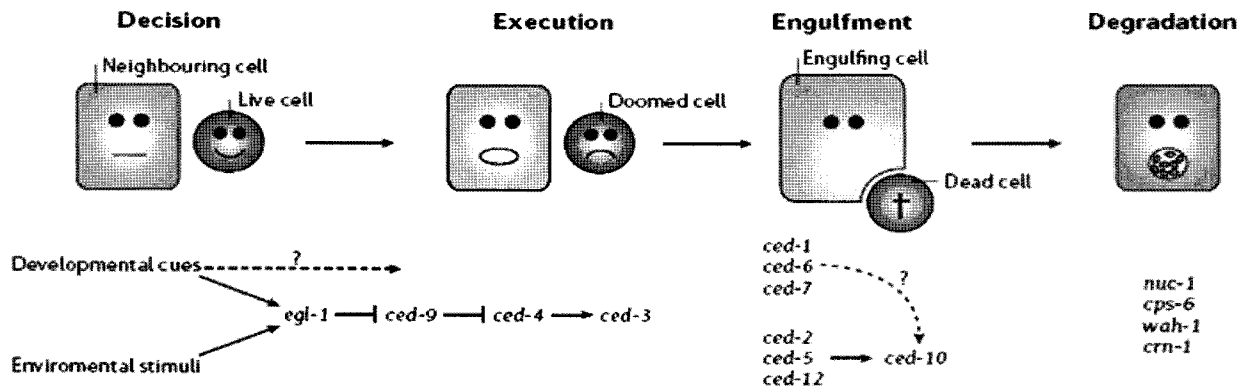 Decision
Execution
Engulfment
Degradation
Neighbouring cell
Live cell
Doomed cell
Engulfing cell
Dead cell
Developmental cues
?
egl-1
ced-9
ced-4
ced-3
Enviromental stimuli
ced-1
ced-6
ced-7
?
ced-2
ced-5
ced-10
ced-12
nuc-1
cps-6
wah-1
crn-1